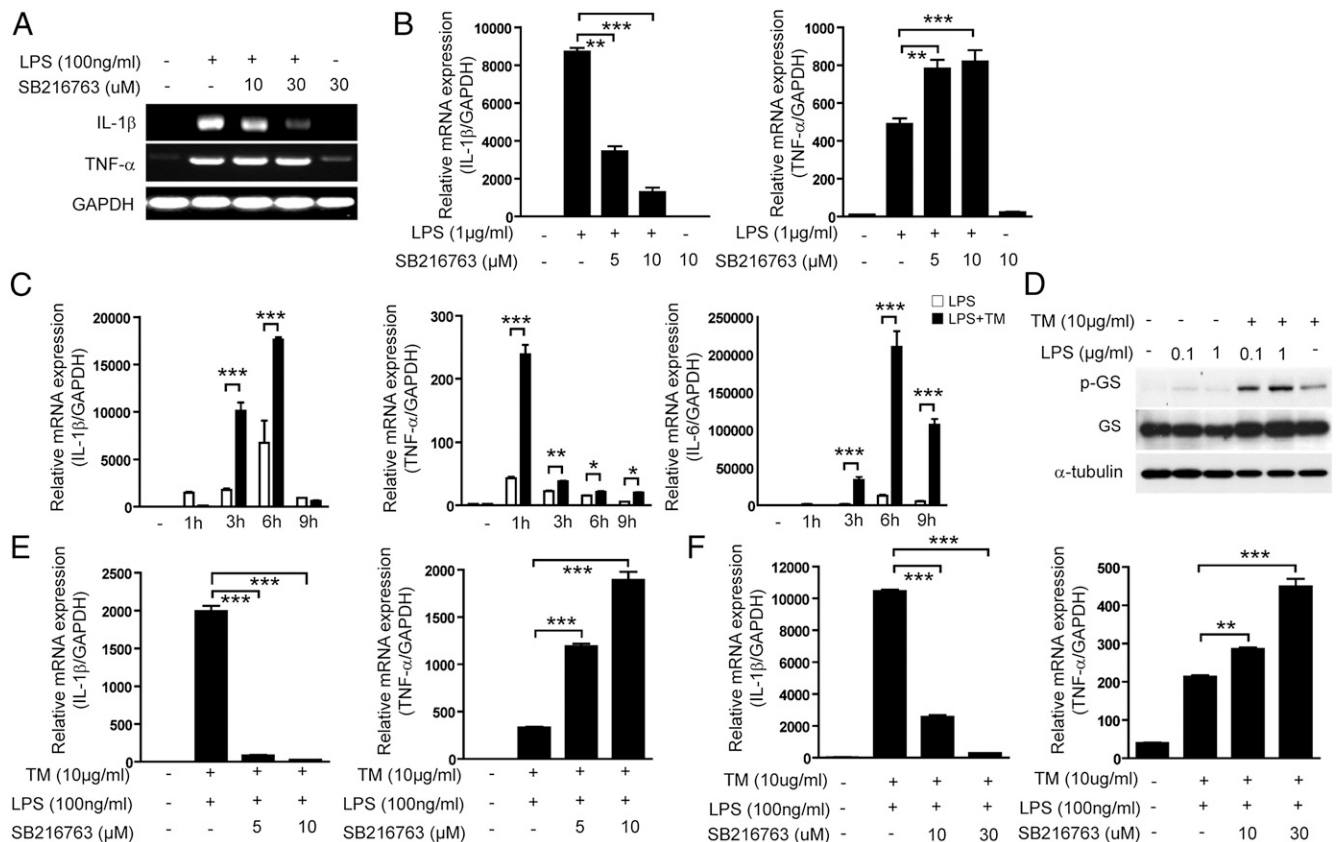 A
LPS (100ng/ml) - + + + -
SB216763 (uM) - - 10 30 30
IL-1β
TNF-α
GAPDH
B
Relative mRNA expression
(IL-1β/GAPDH)
10000
8000
6000
4000
2000
0
***
**
LPS (1μg/ml) - + + + -
SB216763 (μM) - - 5 10 10
Relative mRNA expression
(TNF-α/GAPDH)
1000
800
600
400
200
0
***
**
LPS (1μg/ml) - + + + -
SB216763 (μM) - - 5 10 10
C
Relative mRNA expression
(IL-1β/GAPDH)
20000
15000
10000
5000
0
***
***
- 1h 3h 6h 9h
Relative mRNA expression
(TNF-α/GAPDH)
300
200
100
50
0
***
**
*
*
- 1h 3h 6h 9h
Relative mRNA expression
(IL-6/GAPDH)
250000
200000
150000
100000
50000
0
***
***
***
- 1h 3h 6h 9h
LPS
LPS+TM
D
TM (10μg/ml) - - - + + +
LPS (μg/ml) - 0.1 1 0.1 1 -
p-GS
GS
α-tubulin
E
Relative mRNA expression
(IL-1β/GAPDH)
2500
2000
1500
1000
500
0
***
***
TM (10μg/ml) - + + +
LPS (100ng/ml) - + + +
SB216763 (μM) - - 5 10
Relative mRNA expression
(TNF-α/GAPDH)
2000
1500
1000
500
0
***
***
TM (10μg/ml) - + + +
LPS (100ng/ml) - + + +
SB216763 (μM) - - 5 10
F
Relative mRNA expression
(IL-1β/GAPDH)
12000
10000
8000
6000
4000
2000
0
***
***
TM (10ug/ml) - + + +
LPS (100ng/ml) - + + +
SB216763 (uM) - - 10 30
Relative mRNA expression
(TNF-α/GAPDH)
500
400
300
200
100
0
***
**
TM (10ug/ml) - + + +
LPS (100ng/ml) - + + +
SB216763 (uM) - - 10 30